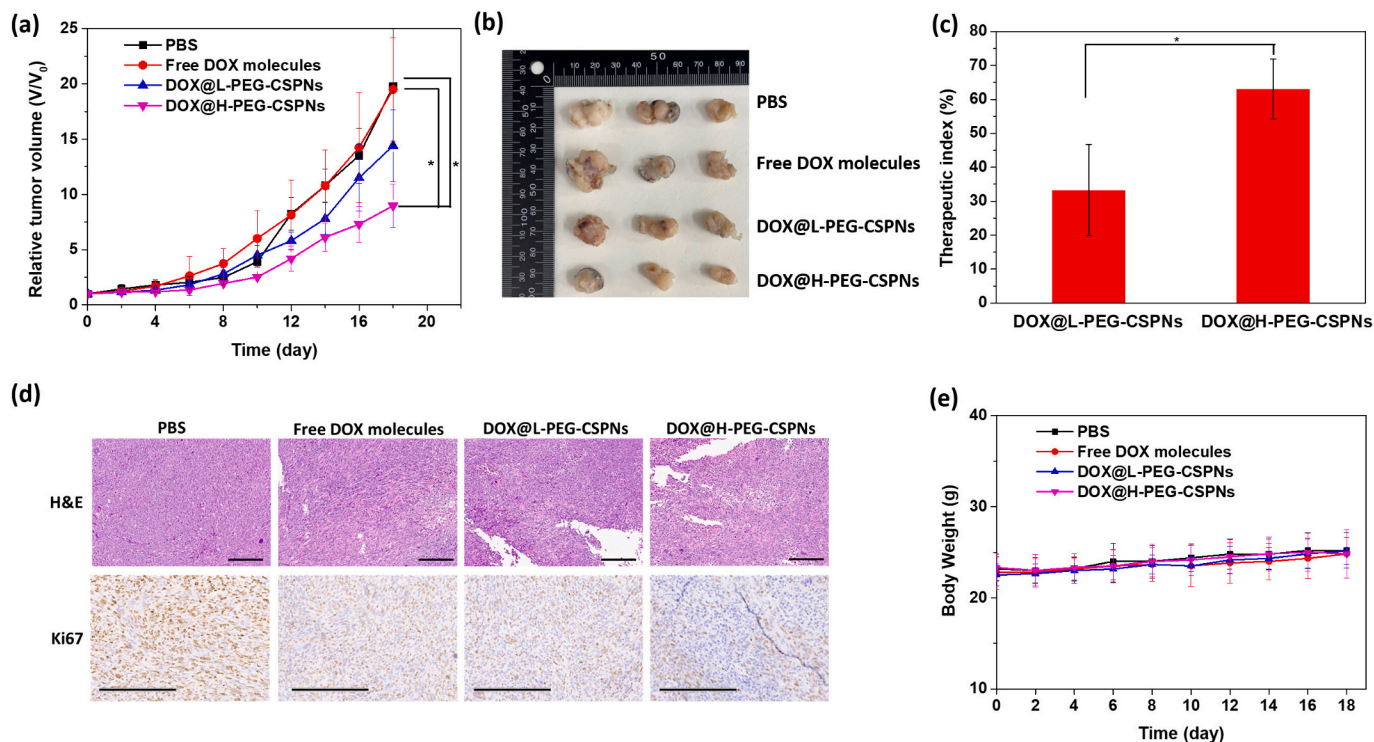 (a)
25
20
15
10
5
0
Relative tumor volume (V/V₀)
PBS
Free DOX molecules
DOX@L-PEG-CSPNs
DOX@H-PEG-CSPNs
*
*
0 4 8 12 16 20
Time (day)
(b)
50
10 20 30 40 60 70 80 90
PBS
Free DOX molecules
DOX@L-PEG-CSPNs
DOX@H-PEG-CSPNs
(c)
80
70
60
50
40
30
20
10
0
Therapeutic index (%)
*
DOX@L-PEG-CSPNs DOX@H-PEG-CSPNs
(d)
PBS Free DOX molecules DOX@L-PEG-CSPNs DOX@H-PEG-CSPNs
H&E
Ki67
(e)
40
30
20
10
Body Weight (g)
PBS
Free DOX molecules
DOX@L-PEG-CSPNs
DOX@H-PEG-CSPNs
0 2 4 6 8 10 12 14 16 18
Time (day)